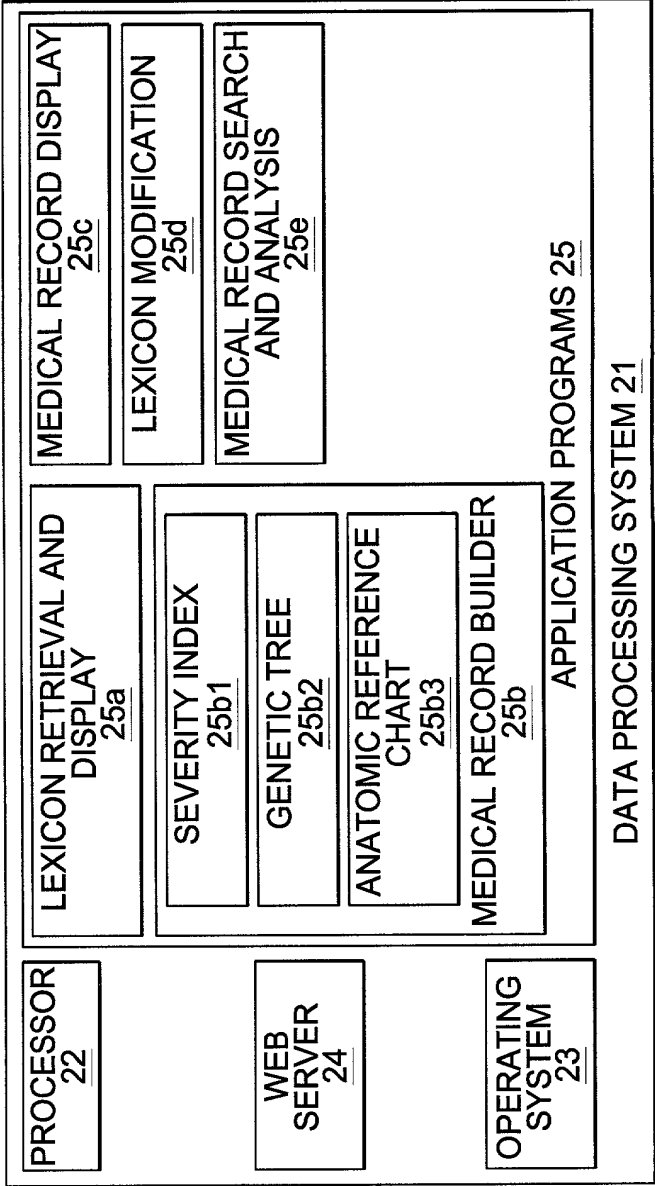 PROCESSOR
22
WEB
SERVER
24
OPERATING
SYSTEM
23
LEXICON RETRIEVAL AND
DISPLAY
25a
SEVERITY INDEX
25b1
GENETIC TREE
25b2
ANATOMIC REFERENCE
CHART
25b3
MEDICAL RECORD BUILDER
25b
MEDICAL RECORD DISPLAY
25c
LEXICON MODIFICATION
25d
MEDICAL RECORD SEARCH
AND ANALYSIS
25e
APPLICATION PROGRAMS 25
DATA PROCESSING SYSTEM 21